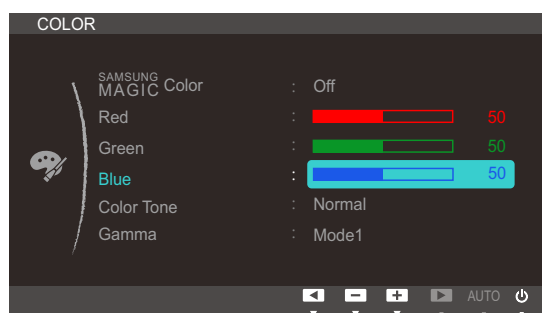 COLOR
SAMSUNG MAGIC Color : Off
Red : 50
Green : 50
Blue : 50
Color Tone : Normal
Gamma : Mode1
AUTO